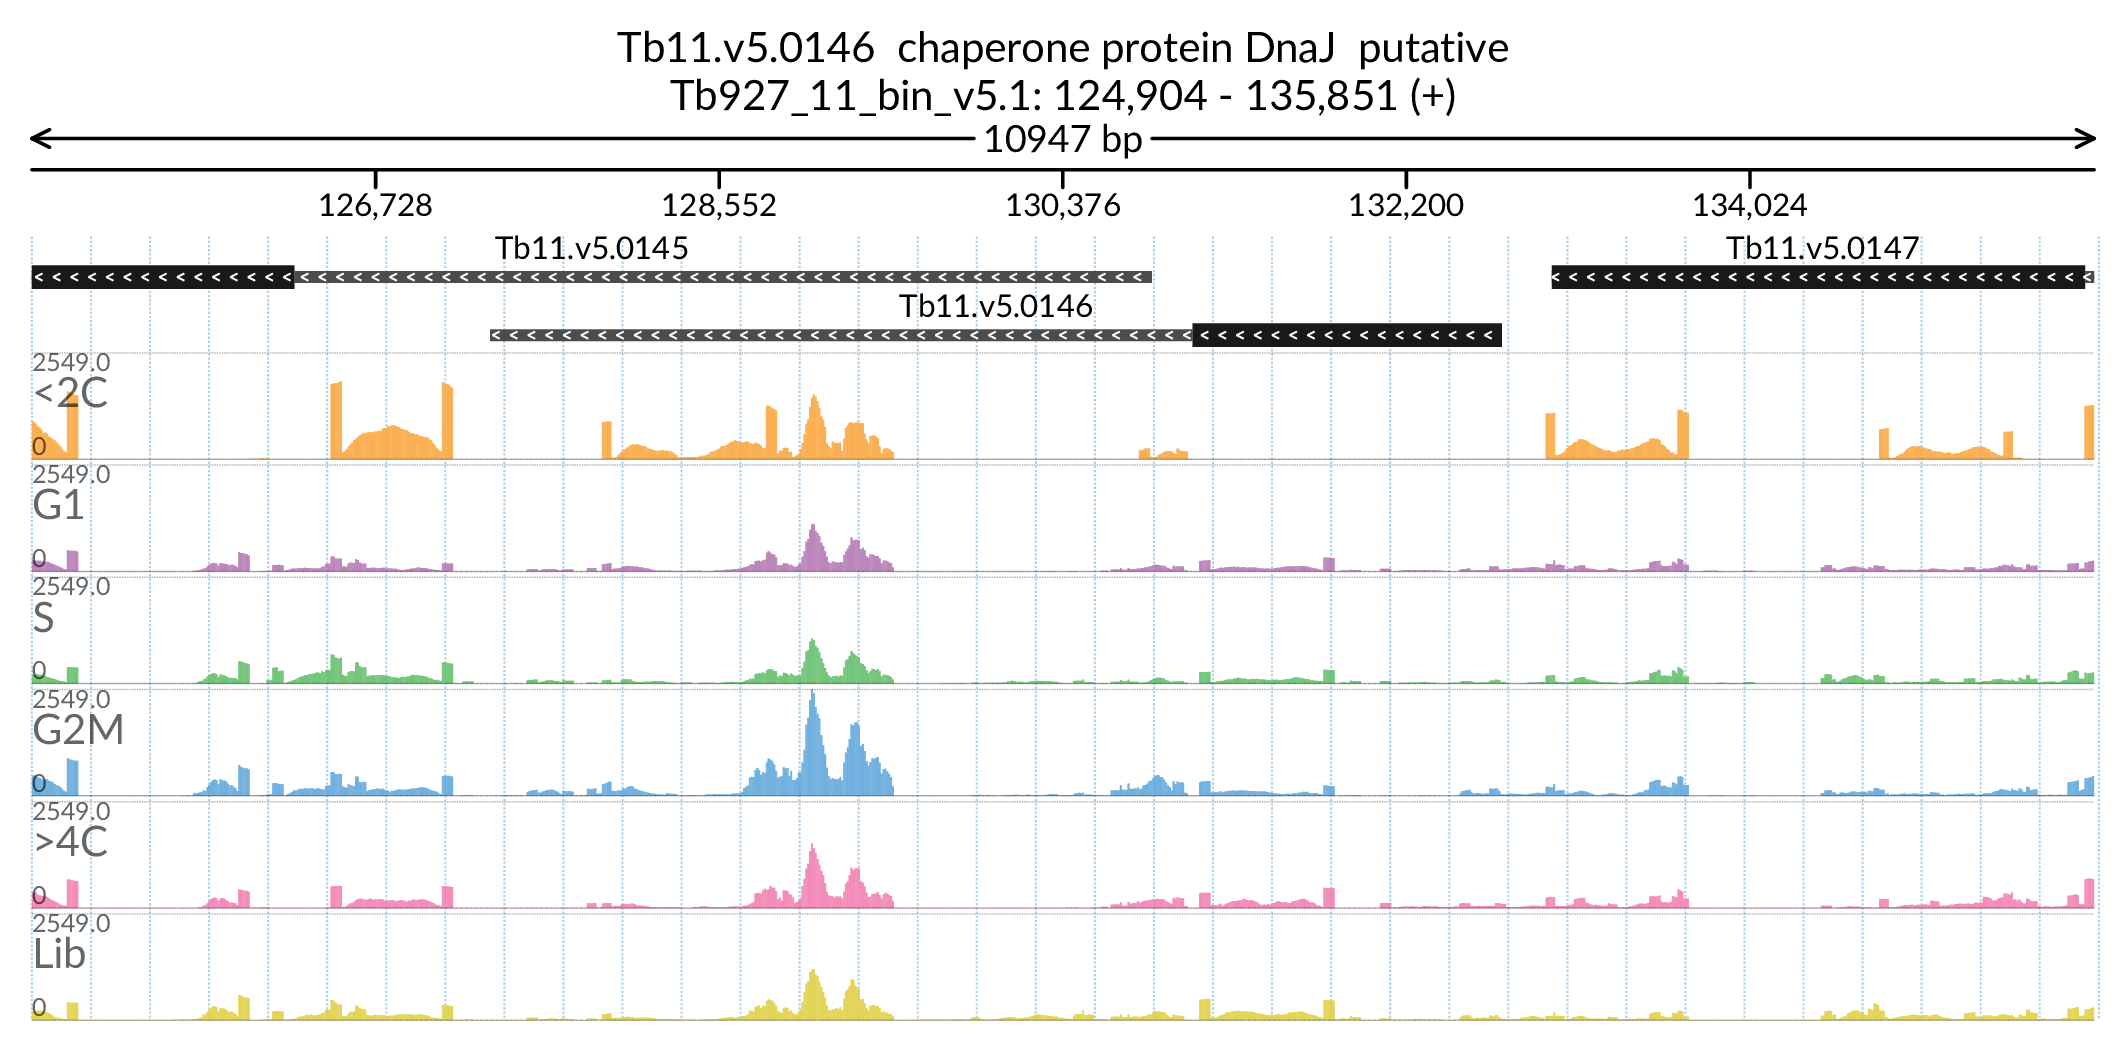 Tb11.v5.0146 chaperone protein DnaJ putative
Tb927_11_bin_v5.1: 124,904 - 135,851 (+)
10947 bp
126,728 128,552 130,376 132,200 134,024
Tb11.v5.0145 Tb11.v5.0147
Tb11.v5.0146
2549.0
<2C
0
2549.0
G1
0
2549.0
S
0
2549.0
G2M
0
2549.0
>4C
0
2549.0
Lib
0